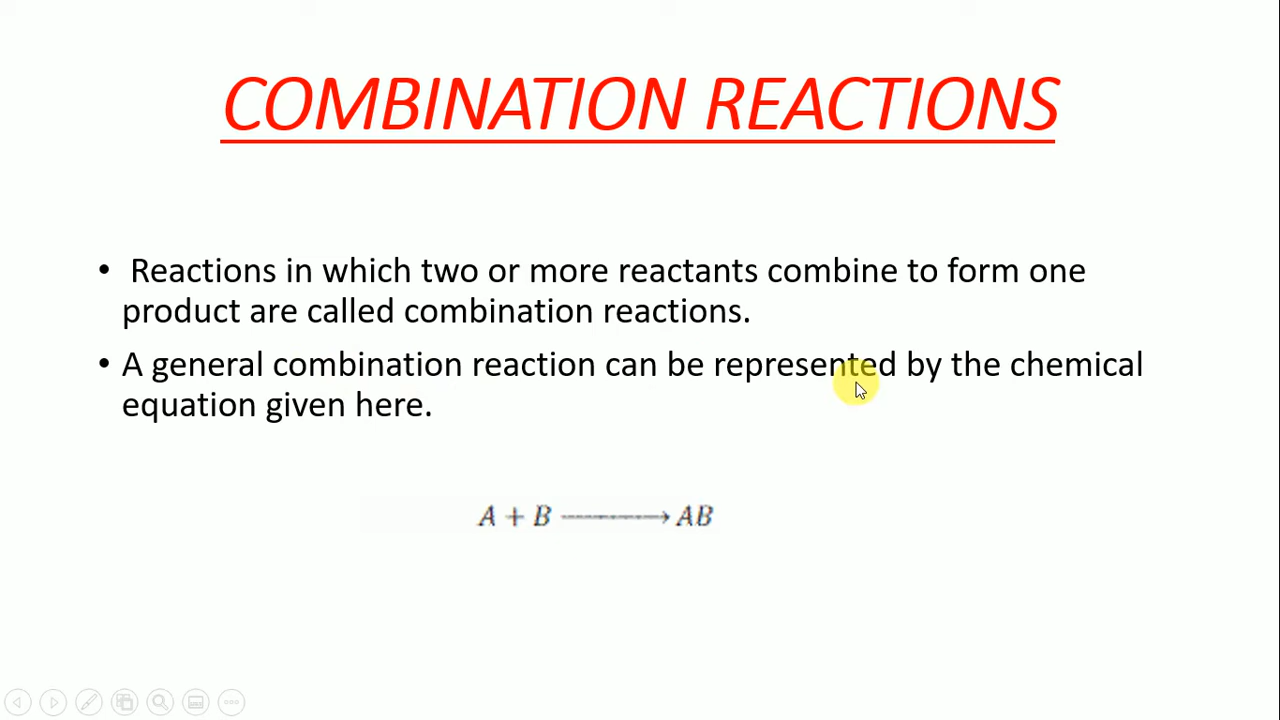 COMBINATION REACTIONS
• Reactions in which two or more reactants combine to form one
product are called combination reactions.
• A general combination reaction can be represented by the chemical
equation given here.
A + B ⟶ AB